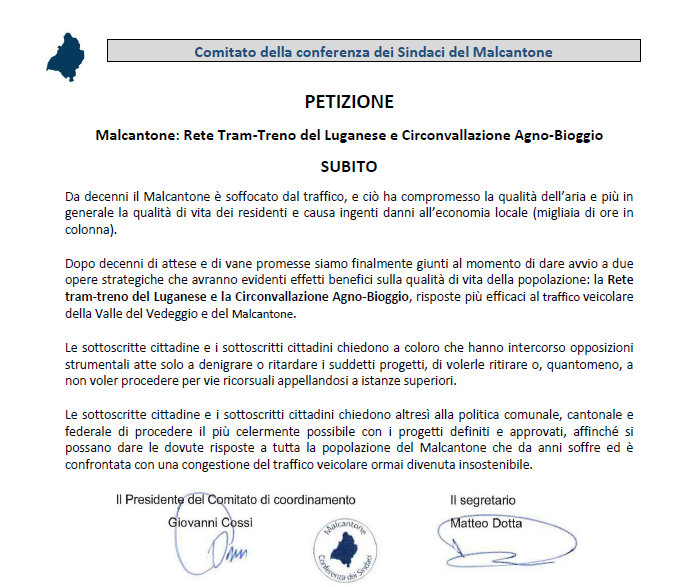 Comitato della conferenza dei Sindaci del Malcantone
PETIZIONE
Malcantone: Rete Tram-Treno del Luganese e Circonvallazione Agno-Bioggio
SUBITO
Da decenni il Malcantone è soffocato dal traffico, e ciò ha compromesso la qualità dell'aria e più in
generale la qualità di vita dei residenti e causa ingenti danni all'economia locale (migliaia di ore in
colonna).
Dopo decenni di attese e di vane promesse siamo finalmente giunti al momento di dare avvio a due
opere strategiche che avranno evidenti effetti benefici sulla qualità di vita della popolazione: la Rete
tram-treno del Luganese e la Circonvallazione Agno-Bioggio, risposte più efficaci al traffico veicolare
della Valle del Vedeggio e del Malcantone.
Le sottoscritte cittadine e i sottoscritti cittadini chiedono a coloro che hanno intercorso opposizioni
strumentali atte solo a denigrare o ritardare i suddetti progetti, di volerle ritirare o, quantomeno, a
non voler procedere per vie ricorsuali appellandosi a istanze superiori.
Le sottoscritte cittadine e i sottoscritti cittadini chiedono altresì alla politica comunale, cantonale e
federale di procedere il più celermente possibile con i progetti definiti e approvati, affinché si
possano dare le dovute risposte a tutta la popolazione del Malcantone che da anni soffre ed è
confrontata con una congestione del traffico veicolare ormai divenuta insostenibile.
Il Presidente del Comitato di coordinamento
Il segretario
Giovanni Cossi
Matteo Dotta
Malcantone
Conferenza dei Sindaci